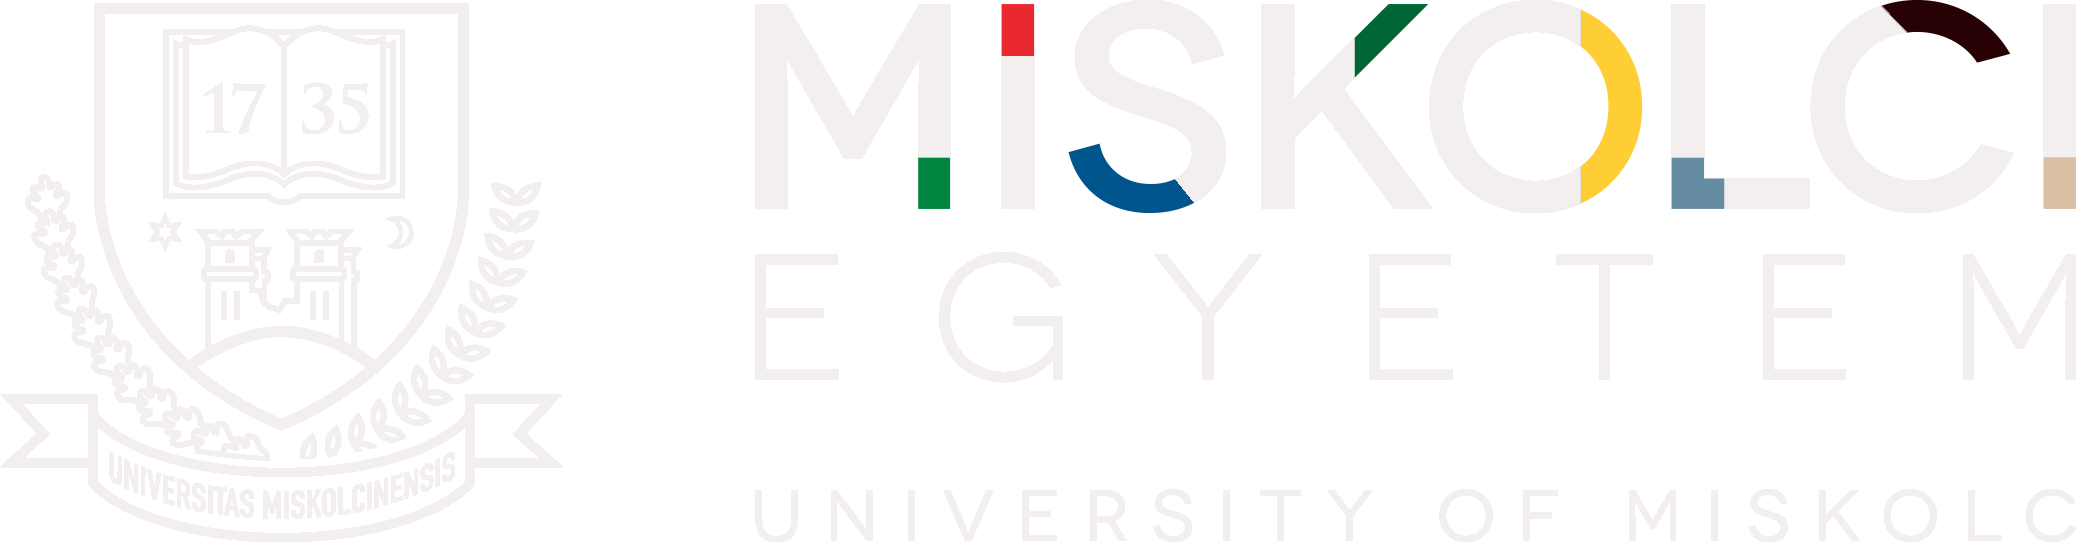 17 35
UNIVERSITAS MISKOLCINENSIS
MISKOLCI
EGYETEM
UNIVERSITY OF MISKOLC